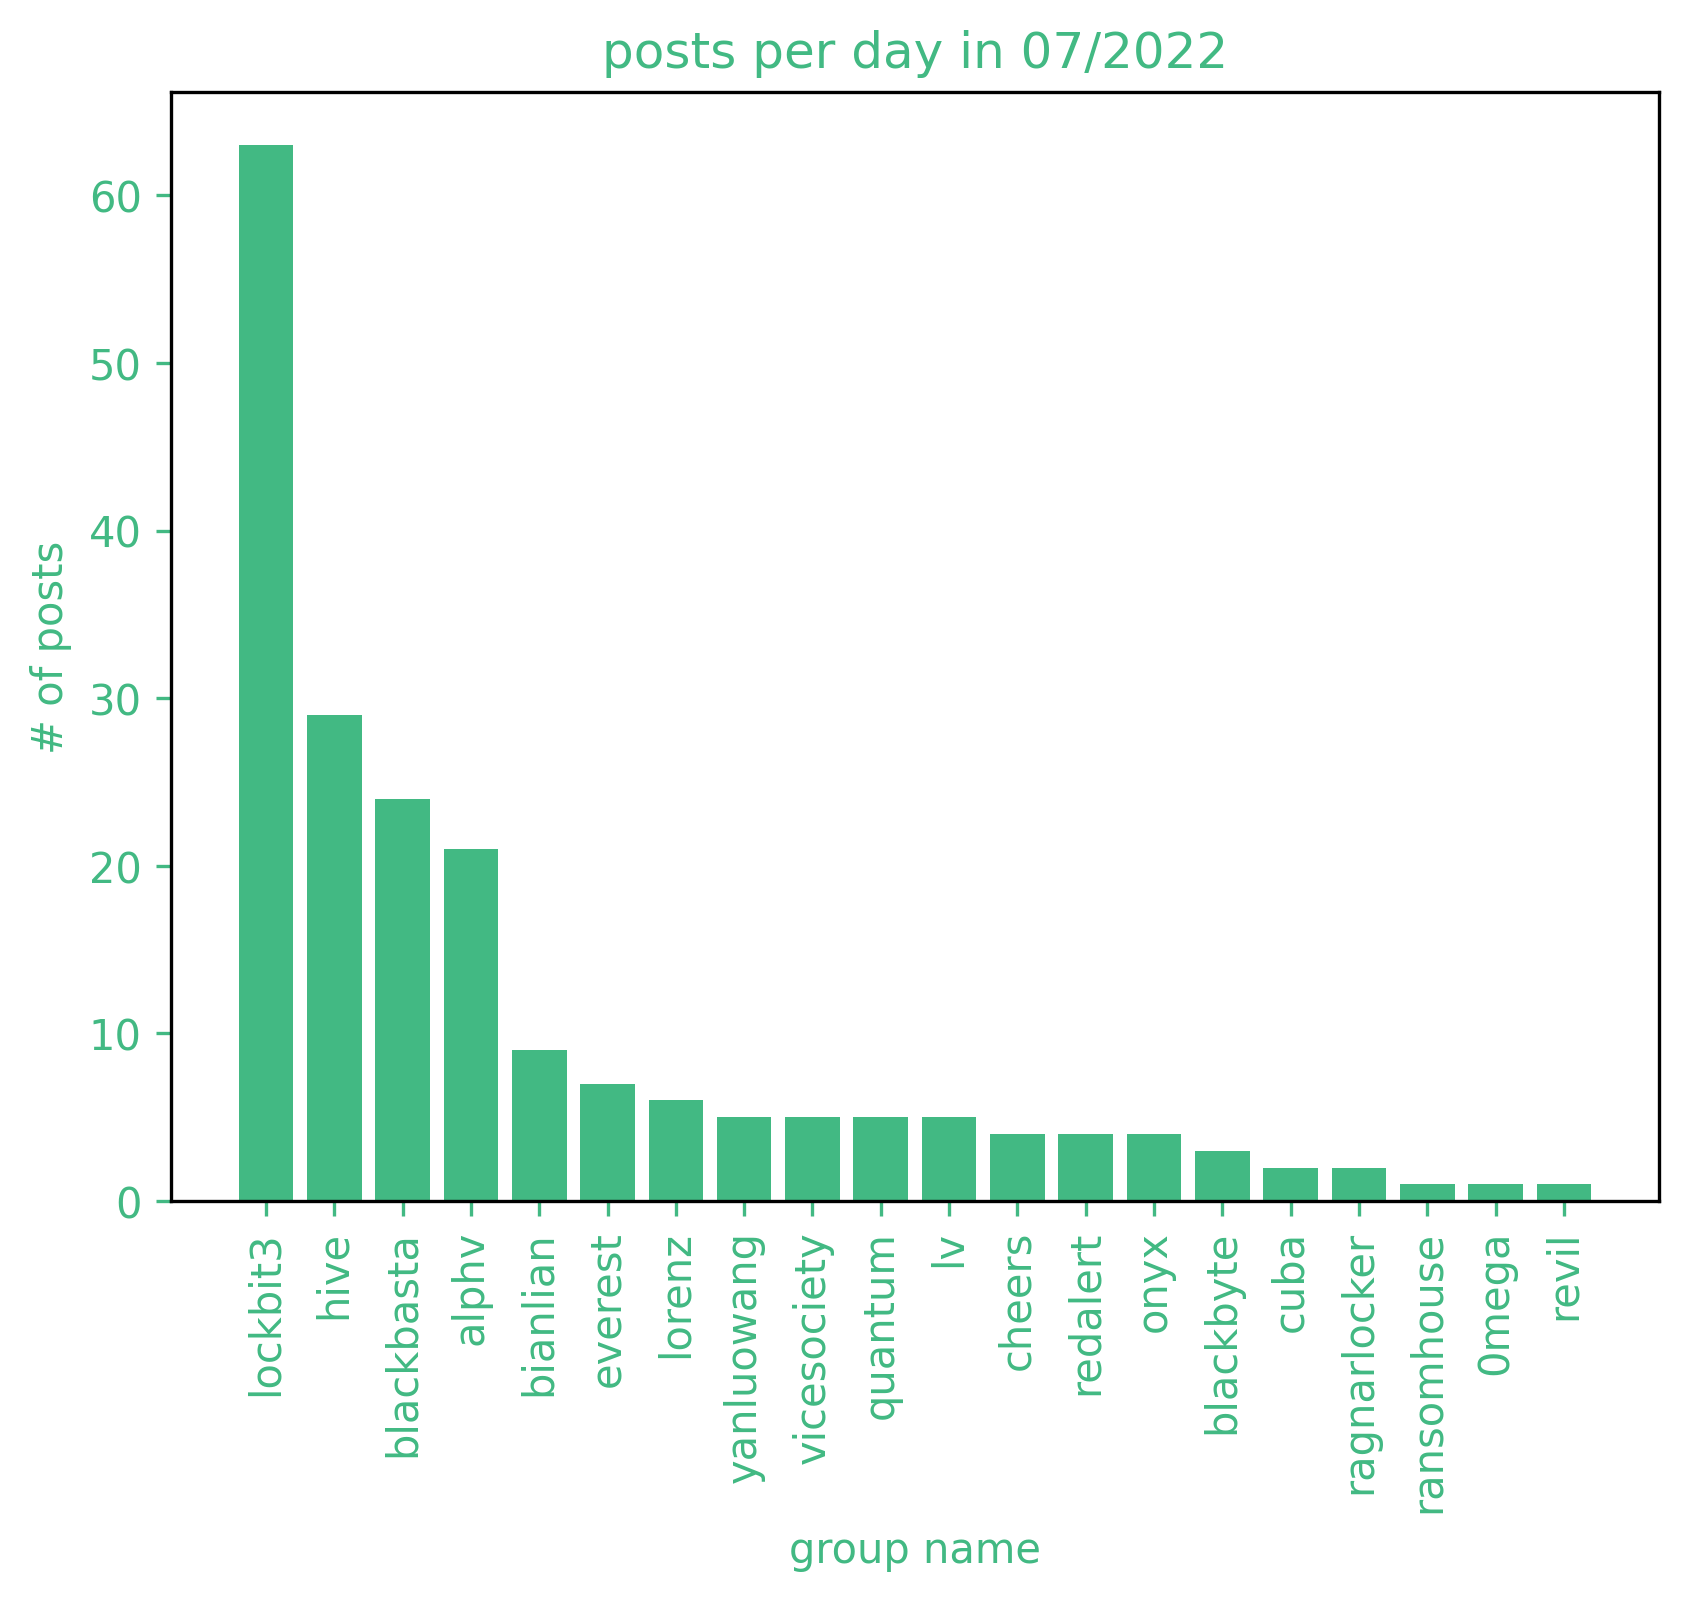 posts per day in 07/2022
# of posts
60
50
40
30
20
10
0
lockbit3
hive
blackbasta
alphv
bianlian
everest
lorenz
yanluowang
vicesociety
quantum
lv
cheers
redalert
onyx
blackbyte
cuba
ragnarlocker
ransomhouse
0mega
revil
group name